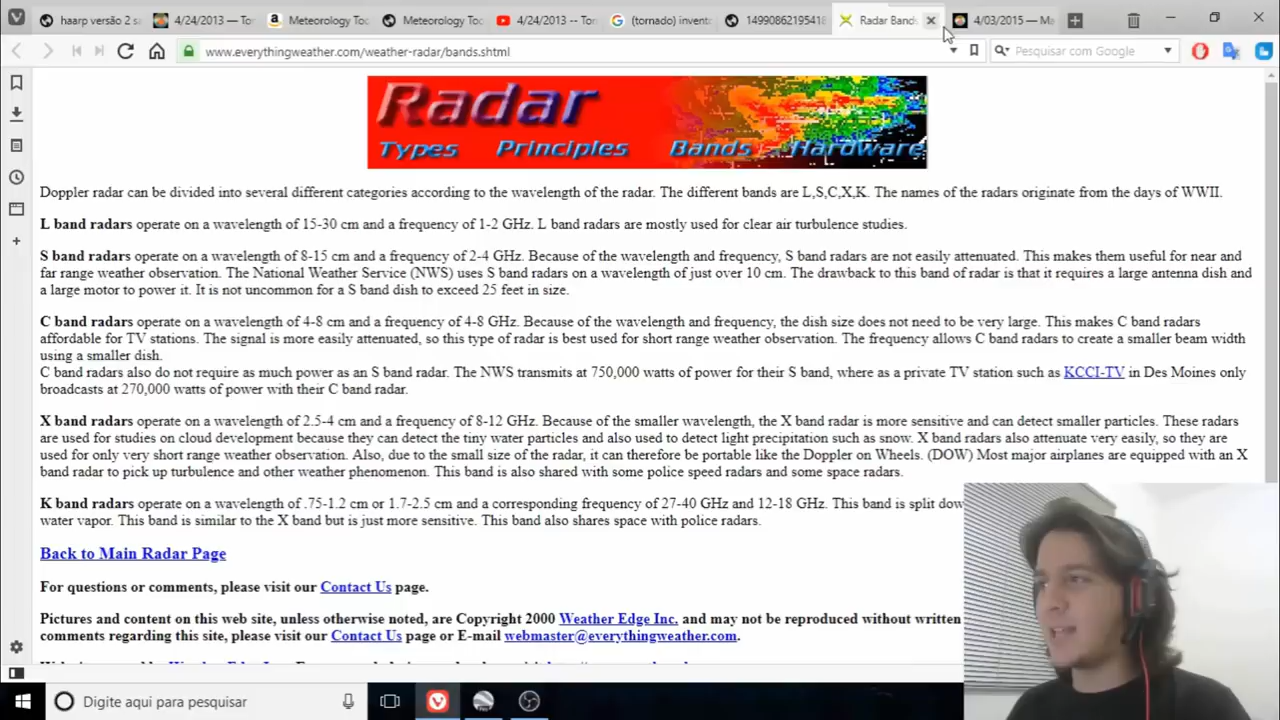 haarp versão 2 s
4/24/2013 — To
Meteorology Too
Meteorology Too
4/24/2013 -- Tor
(tornado) invent
1499086219541
Radar Bands
4/03/2015 — Ma
www.everythingweather.com/weather-radar/bands.shtml
Pesquisar com Google
Radar
Types Principles Bands Hardware
Doppler radar can be divided into several different categories according to the wavelength of the radar. The different bands are L,S,C,X,K. The names of the radars originate from the days of WWII.
L band radars operate on a wavelength of 15-30 cm and a frequency of 1-2 GHz. L band radars are mostly used for clear air turbulence studies.
S band radars operate on a wavelength of 8-15 cm and a frequency of 2-4 GHz. Because of the wavelength and frequency, S band radars are not easily attenuated. This makes them useful for near and
far range weather observation. The National Weather Service (NWS) uses S band radars on a wavelength of just over 10 cm. The drawback to this band of radar is that it requires a large antenna dish and
a large motor to power it. It is not uncommon for a S band dish to exceed 25 feet in size.
C band radars operate on a wavelength of 4-8 cm and a frequency of 4-8 GHz. Because of the wavelength and frequency, the dish size does not need to be very large. This makes C band radars
affordable for TV stations. The signal is more easily attenuated, so this type of radar is best used for short range weather observation. The frequency allows C band radars to create a smaller beam width
using a smaller dish.
C band radars also do not require as much power as an S band radar. The NWS transmits at 750,000 watts of power for their S band, where as a private TV station such as KCCI-TV in Des Moines only
broadcasts at 270,000 watts of power with their C band radar.
X band radars operate on a wavelength of 2.5-4 cm and a frequency of 8-12 GHz. Because of the smaller wavelength, the X band radar is more sensitive and can detect smaller particles. These radars
are used for studies on cloud development because they can detect the tiny water particles and also used to detect light precipitation such as snow. X band radars also attenuate very easily, so they are
used for only very short range weather observation. Also, due to the small size of the radar, it can therefore be portable like the Doppler on Wheels. (DOW) Most major airplanes are equipped with an X
band radar to pick up turbulence and other weather phenomenon. This band is also shared with some police speed radars and some space radars.
K band radars operate on a wavelength of .75-1.2 cm or 1.7-2.5 cm and a corresponding frequency of 27-40 GHz and 12-18 GHz. This band is split dow
water vapor. This band is similar to the X band but is just more sensitive. This band also shares space with police radars.
Back to Main Radar Page
For questions or comments, please visit our Contact Us page.
Pictures and content on this web site, unless otherwise noted, are Copyright 2000 Weather Edge Inc. and may not be reproduced without written
comments regarding this site, please visit our Contact Us page or E-mail webmaster@everythingweather.com.
Digite aqui para pesquisar